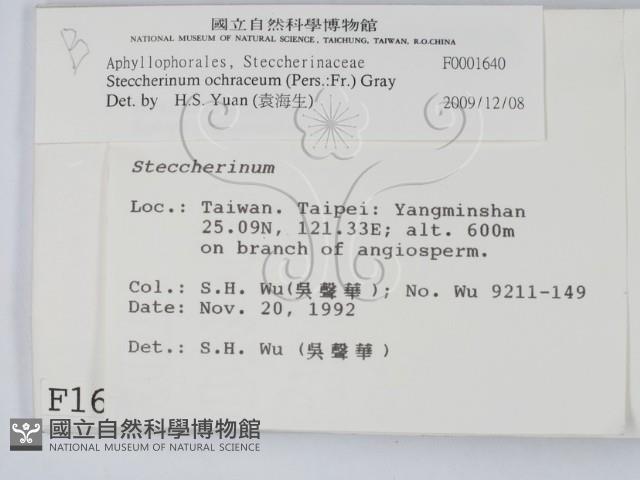 B
國立自然科學博物館
NATIONAL MUSEUM OF NATURAL SCIENCE, TAICHUNG, TAIWAN, R.O.CHINA
Aphyllophorales, Steccherinaceae F0001640
Steccherinum ochraceum (Pers.:Fr.) Gray
Det. by H.S. Yuan (袁海生) 2009/12/08
Steccherinum
Loc.: Taiwan. Taipei: Yangminshan
25.09N, 121.33E; alt. 600m
on branch of angiosperm.
Col.: S.H. Wu(吳聲華); No. Wu 9211-149
Date: Nov. 20, 1992
Det.: S.H. Wu (吳聲華)
F16
國立自然科學博物館
NATIONAL MUSEUM OF NATURAL SCIENCE